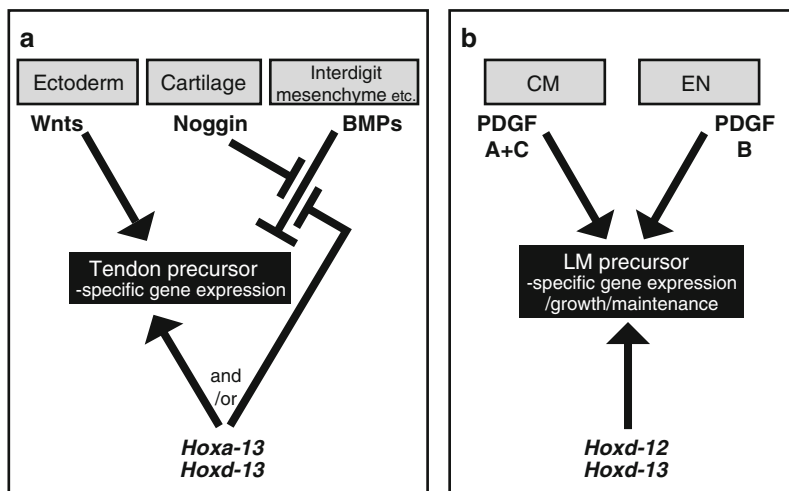 a
Ectoderm
Cartilage
Interdigit
mesenchyme etc.
Wnts
Noggin
BMPs
Tendon precursor
-specific gene expression
and
/or
Hoxa-13
Hoxd-13
b
CM
EN
PDGF
A+C
PDGF
B
LM precursor
-specific gene expression
/growth/maintenance
Hoxd-12
Hoxd-13